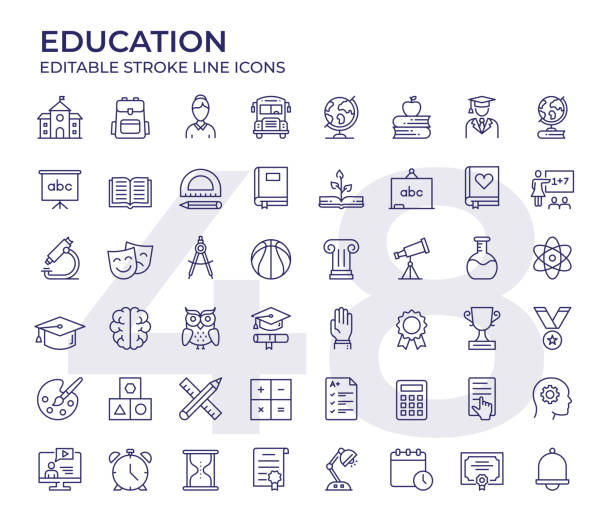 EDUCATION
EDITABLE STROKE LINE ICONS
48
abc
abc
1+7
A+